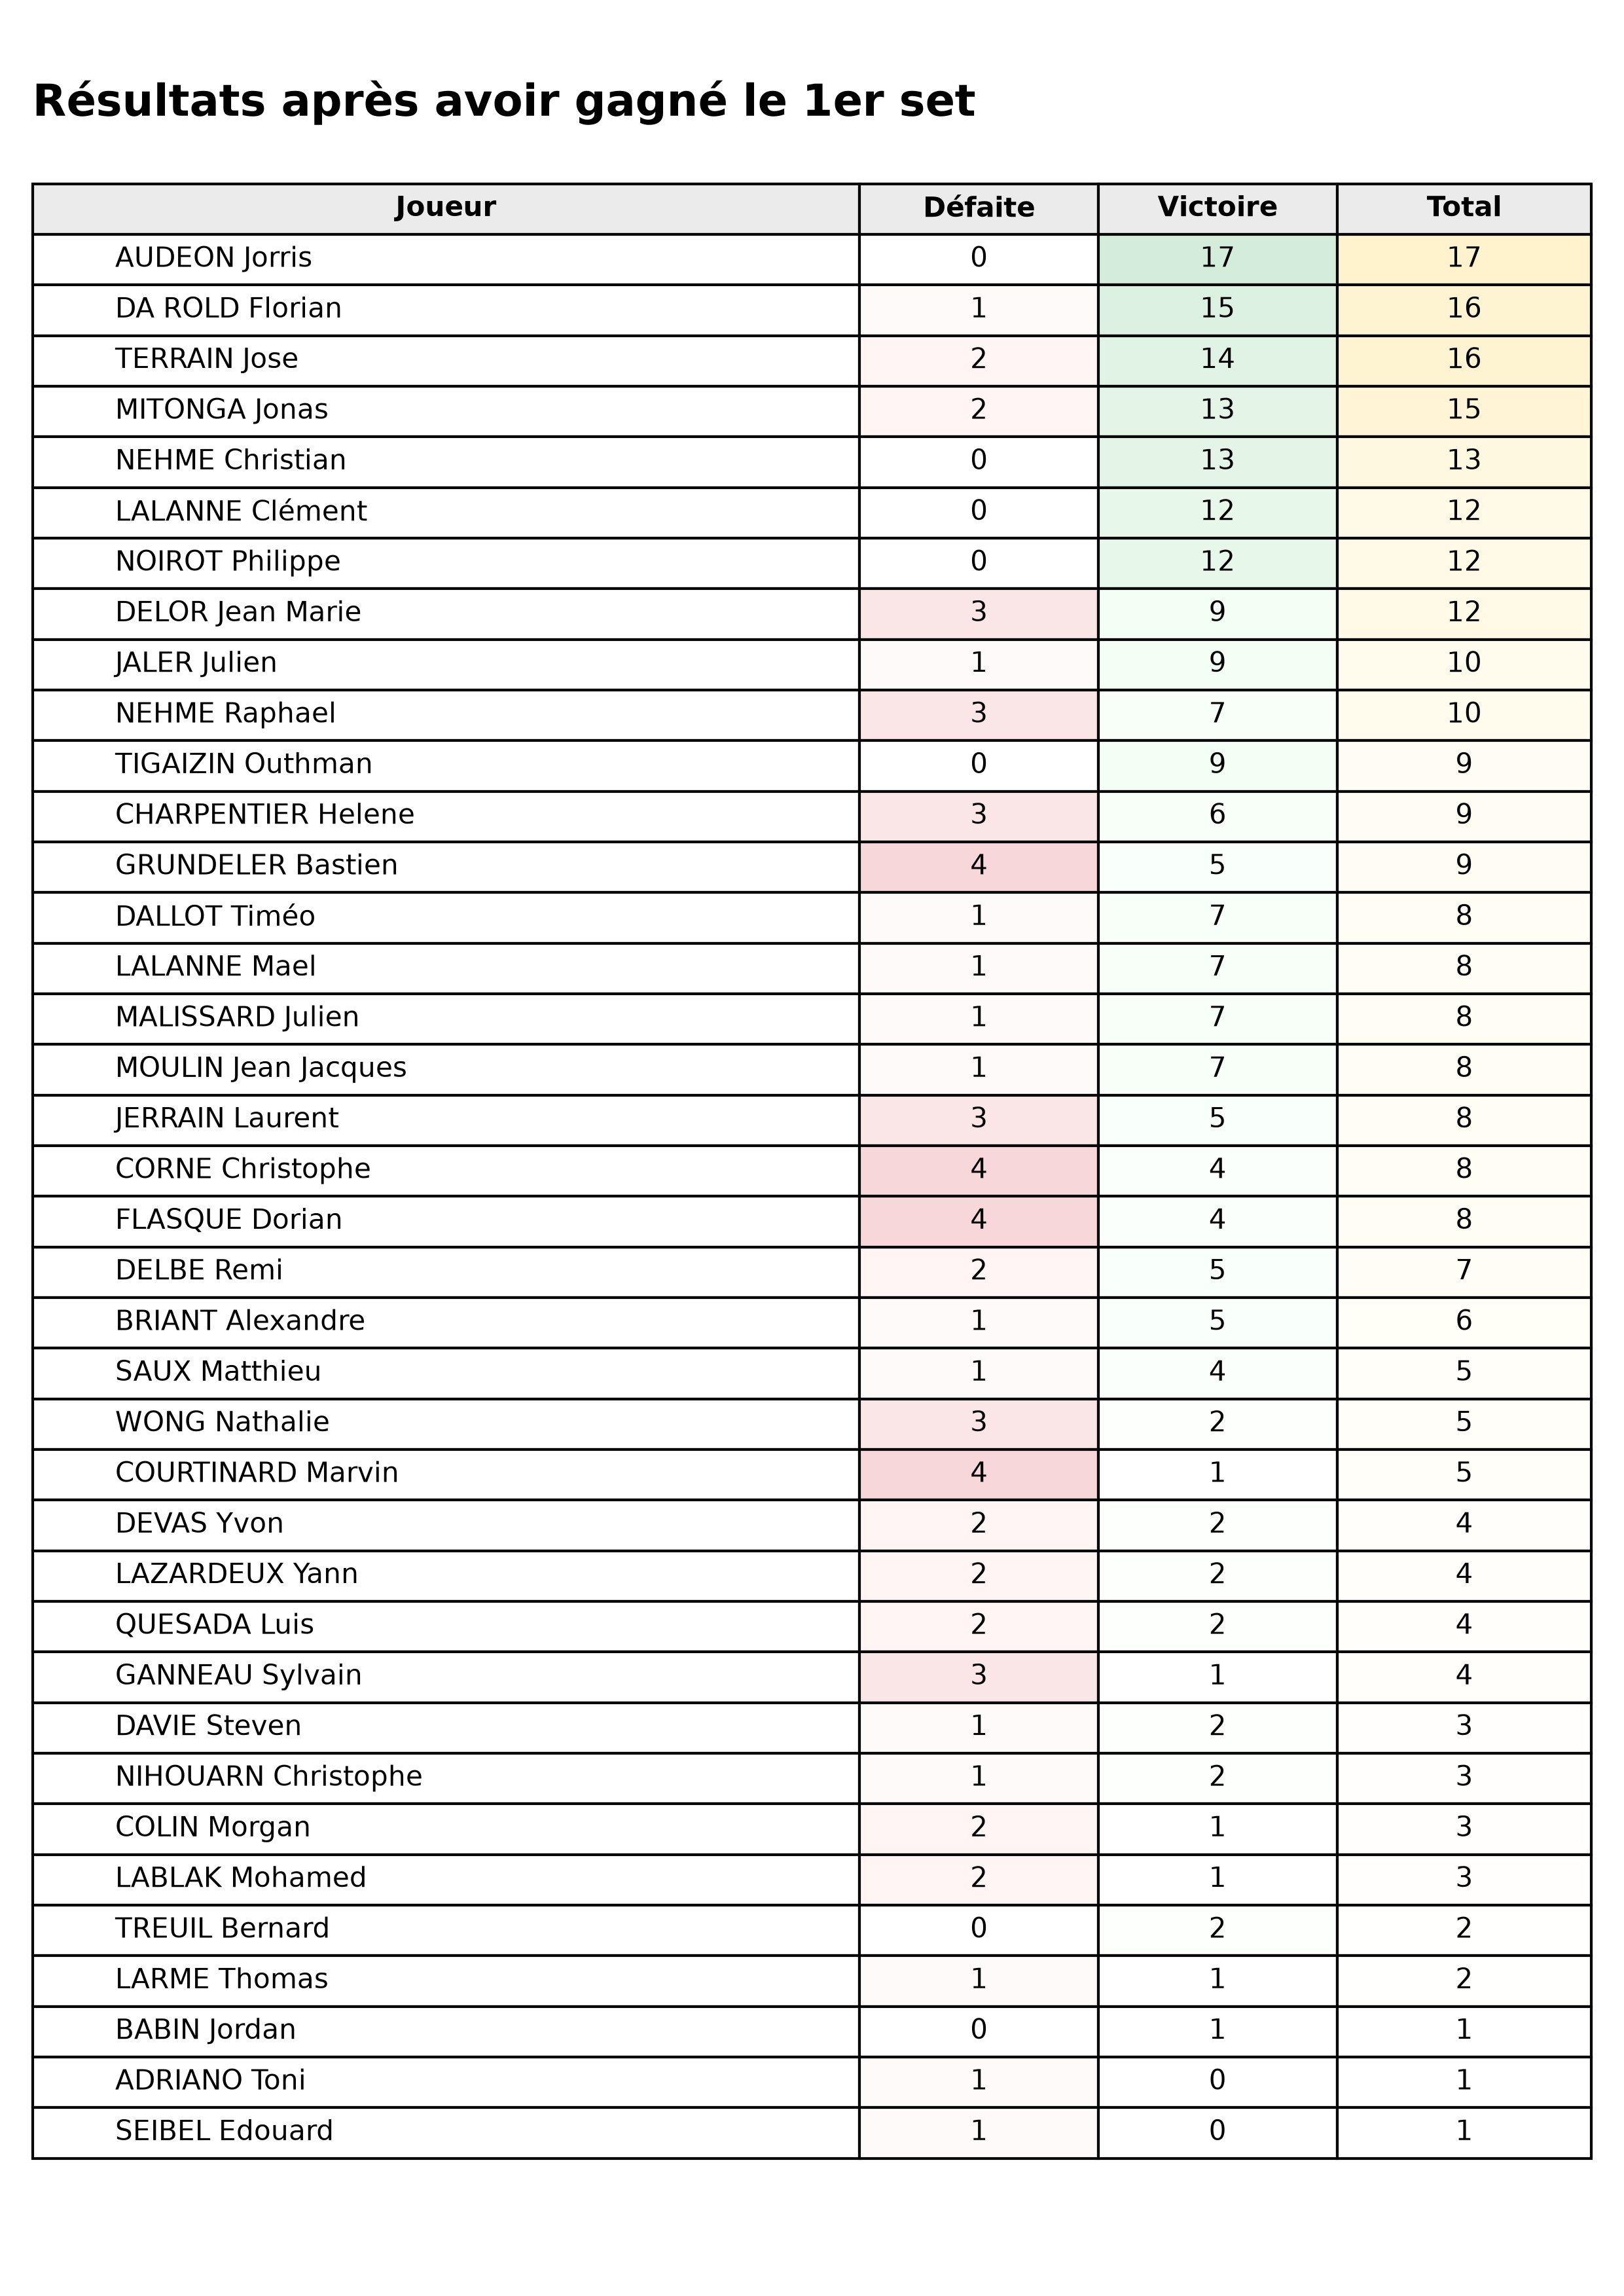 Résultats après avoir gagné le 1er set
Joueur Défaite Victoire Total
AUDEON Jorris 0 17 17
DA ROLD Florian 1 15 16
TERRAIN Jose 2 14 16
MITONGA Jonas 2 13 15
NEHME Christian 0 13 13
LALANNE Clément 0 12 12
NOIROT Philippe 0 12 12
DELOR Jean Marie 3 9 12
JALER Julien 1 9 10
NEHME Raphael 3 7 10
TIGAIZIN Outhman 0 9 9
CHARPENTIER Helene 3 6 9
GRUNDELER Bastien 4 5 9
DALLOT Timéo 1 7 8
LALANNE Mael 1 7 8
MALISSARD Julien 1 7 8
MOULIN Jean Jacques 1 7 8
JERRAIN Laurent 3 5 8
CORNE Christophe 4 4 8
FLASQUE Dorian 4 4 8
DELBE Remi 2 5 7
BRIANT Alexandre 1 5 6
SAUX Matthieu 1 4 5
WONG Nathalie 3 2 5
COURTINARD Marvin 4 1 5
DEVAS Yvon 2 2 4
LAZARDEUX Yann 2 2 4
QUESADA Luis 2 2 4
GANNEAU Sylvain 3 1 4
DAVIE Steven 1 2 3
NIHOUARN Christophe 1 2 3
COLIN Morgan 2 1 3
LABLAK Mohamed 2 1 3
TREUIL Bernard 0 2 2
LARME Thomas 1 1 2
BABIN Jordan 0 1 1
ADRIANO Toni 1 0 1
SEIBEL Edouard 1 0 1